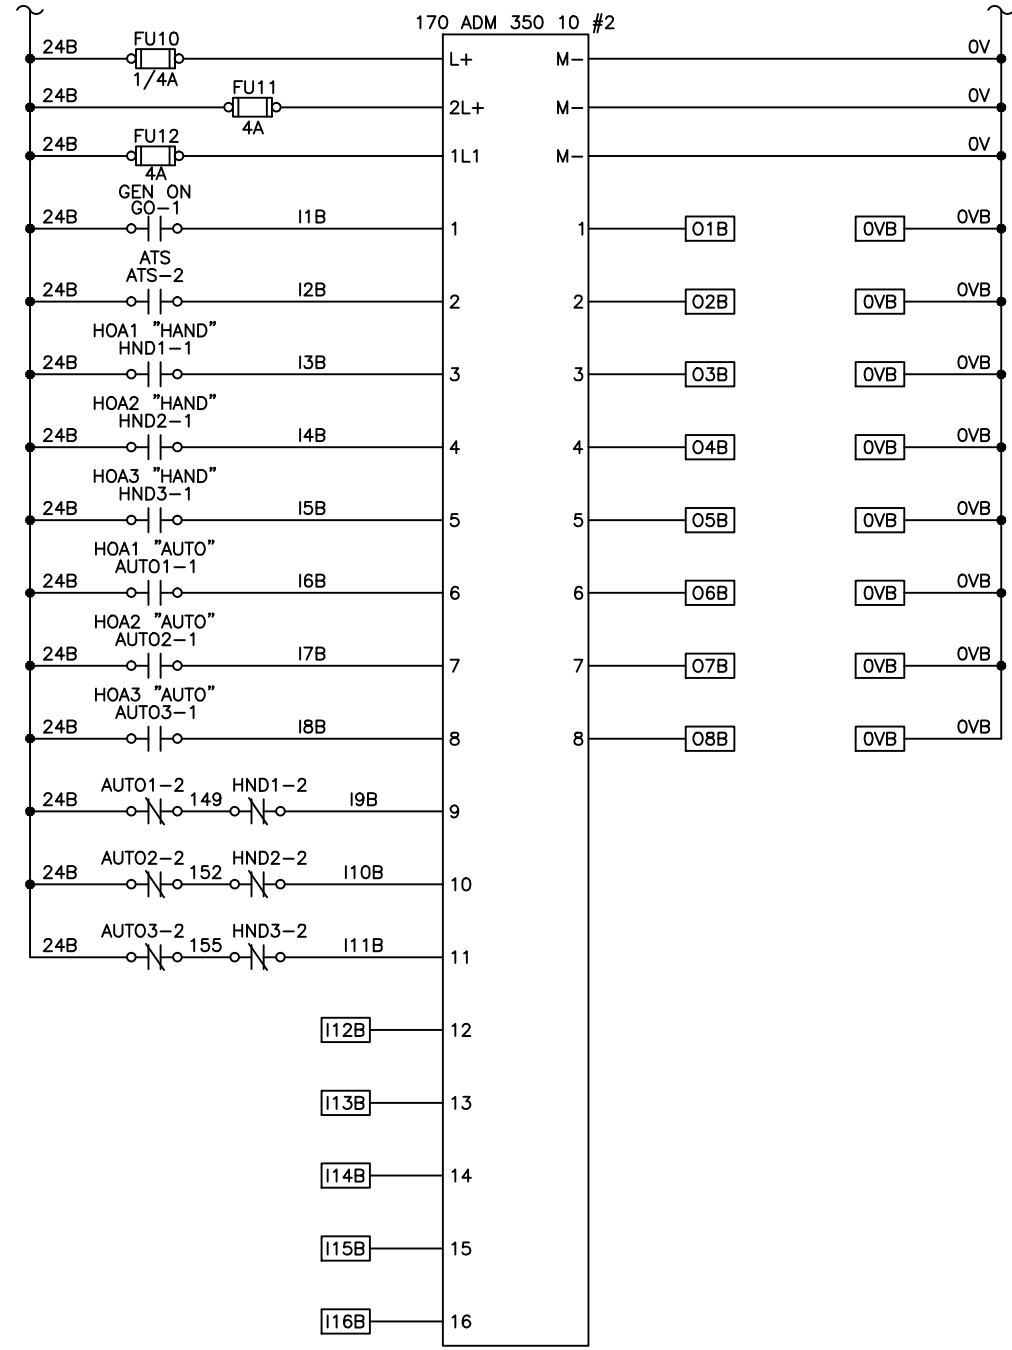 170 ADM 350 10 #2
24B FU10 1/4A L+ M- 0V
24B FU11 4A 2L+ M- 0V
24B FU12 4A 1L1 M- 0V
GEN ON
GO-1
24B I1B 1 1 O1B 0VB 0VB
ATS
ATS-2
24B I2B 2 2 O2B 0VB 0VB
HOA1 "HAND"
HND1-1
24B I3B 3 3 O3B 0VB 0VB
HOA2 "HAND"
HND2-1
24B I4B 4 4 O4B 0VB 0VB
HOA3 "HAND"
HND3-1
24B I5B 5 5 O5B 0VB 0VB
HOA1 "AUTO"
AUTO1-1
24B I6B 6 6 O6B 0VB 0VB
HOA2 "AUTO"
AUTO2-1
24B I7B 7 7 O7B 0VB 0VB
HOA3 "AUTO"
AUTO3-1
24B I8B 8 8 O8B 0VB 0VB
AUTO1-2 HND1-2
24B 149 I9B 9
AUTO2-2 HND2-2
24B 152 I10B 10
AUTO3-2 HND3-2
24B 155 I11B 11
I12B 12
I13B 13
I14B 14
I15B 15
I16B 16